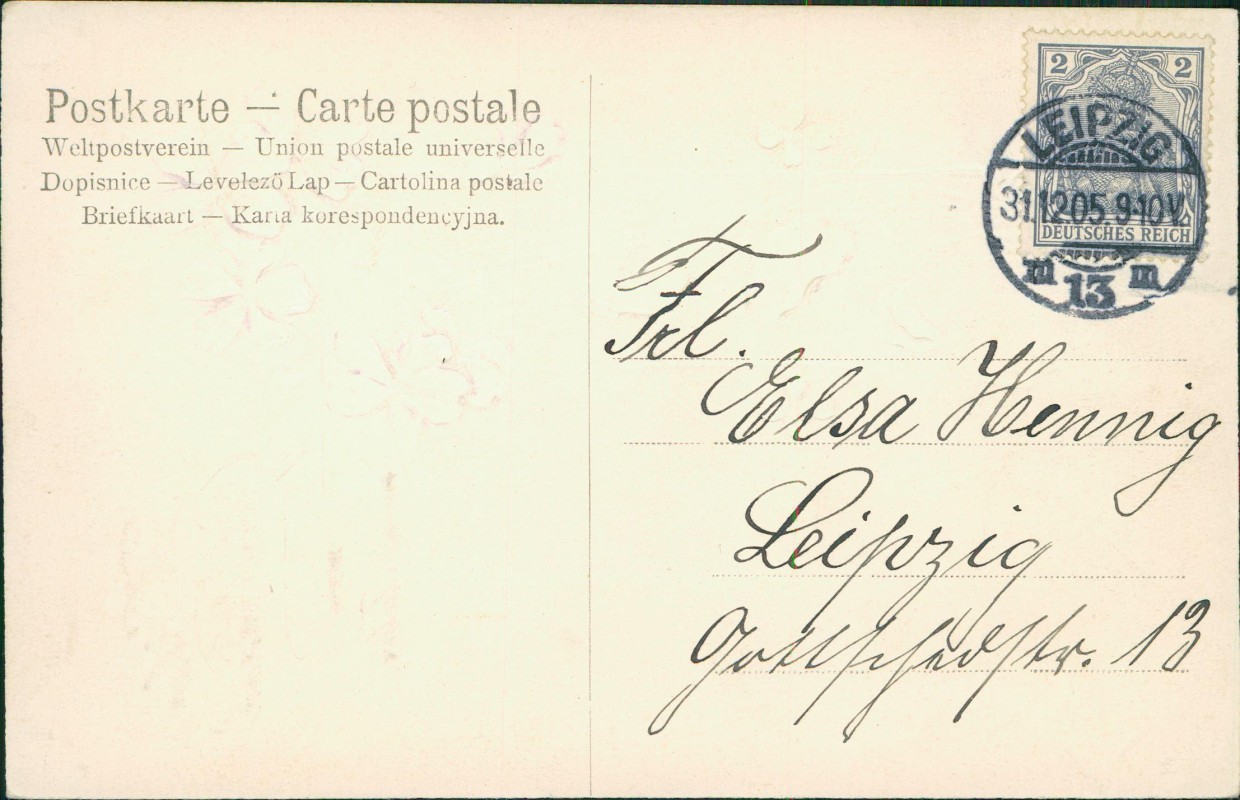 Postkarte — Carte postale
Weltpostverein — Union postale universelle
Dopisnice — Levelező Lap — Cartolina postale
Briefkaart — Karta korespondencyjna.
2 2
DEUTSCHES REICH
LEIPZIG
31.12.05. 9-10 V.
13
Frl.
Elsa Hennig
Leipzig
Gottschedstr. 13